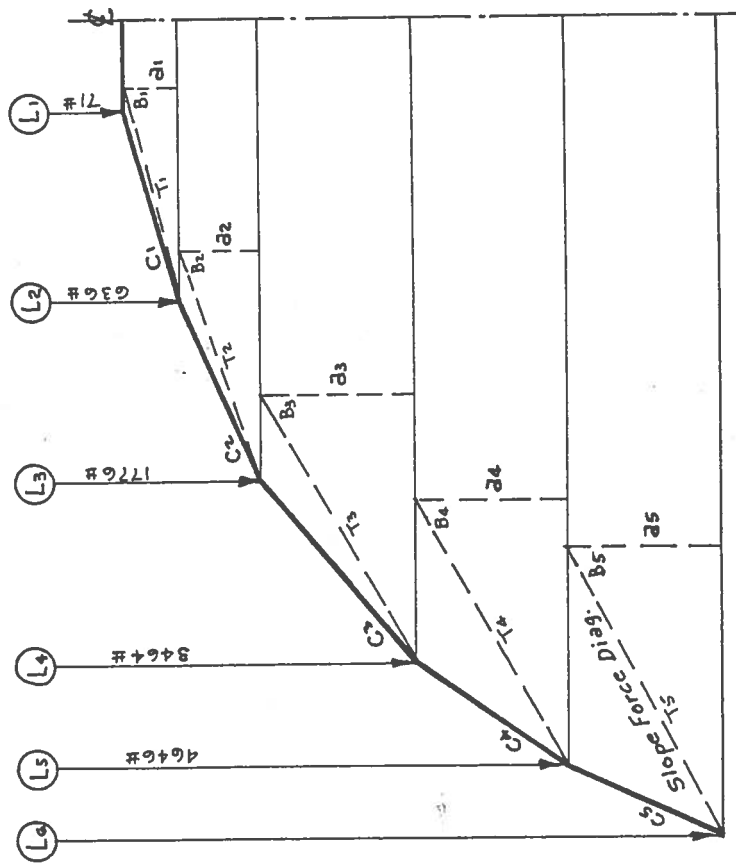 L1
L2
L3
L4
L5
L6
71#
636#
1776#
3464#
4646#
℄
C1
C2
C3
C4
C5
T1
T2
T3
T4
T5
B1
B2
B3
B4
B5
a1
a2
a3
a4
a5
Slope Force Diag.